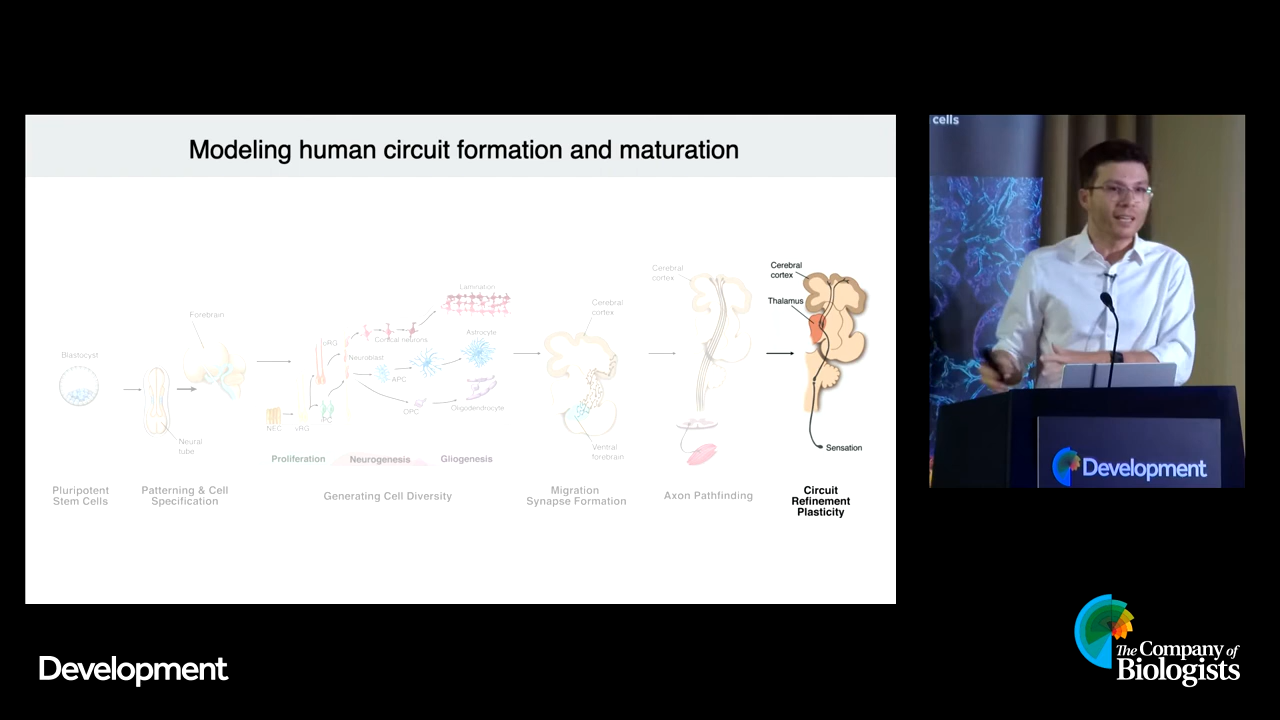 Modeling human circuit formation and maturation
cells
Cerebral
cortex
Cerebral
cortex
Thalamus
Lamination
Cerebral
cortex
Forebrain
oRG
Cortical neurons
Astrocyte
Blastocyst
Neuroblast
APC
OPC
Oligodendrocyte
NEC
vRG
IPC
Neural
tube
Ventral
forebrain
Sensation
Proliferation
Neurogenesis
Gliogenesis
Pluripotent
Stem Cells
Patterning & Cell
Specification
Generating Cell Diversity
Migration
Synapse Formation
Axon Pathfinding
Circuit
Refinement
Plasticity
Development
Development
The Company of
Biologists